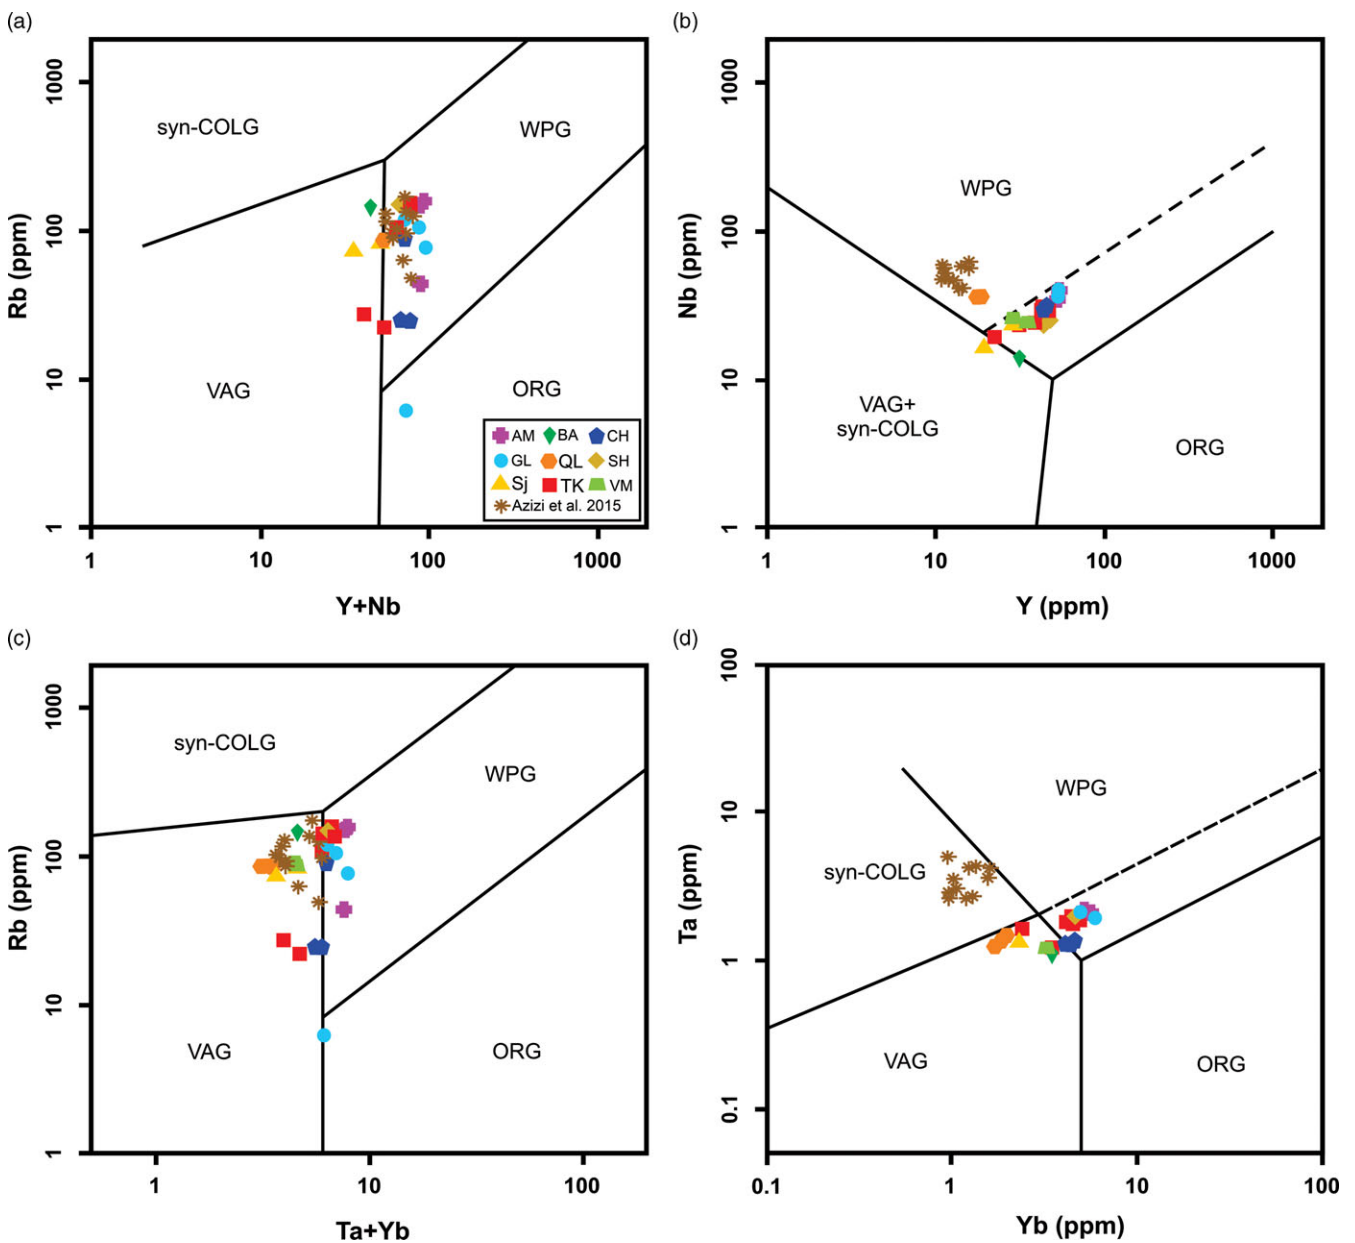 (a)
1000
100
10
1
Rb (ppm)
syn-COLG
WPG
VAG
ORG
AM BA CH
GL QL SH
Sj TK VM
Azizi et al. 2015
1 10 100 1000
Y+Nb
(b)
1000
100
10
1
Nb (ppm)
WPG
VAG+
syn-COLG
ORG
1 10 100 1000
Y (ppm)
(c)
1000
100
10
1
Rb (ppm)
syn-COLG
WPG
VAG
ORG
1 10 100
Ta+Yb
(d)
100
10
1
0.1
Ta (ppm)
WPG
syn-COLG
VAG
ORG
0.1 1 10 100
Yb (ppm)